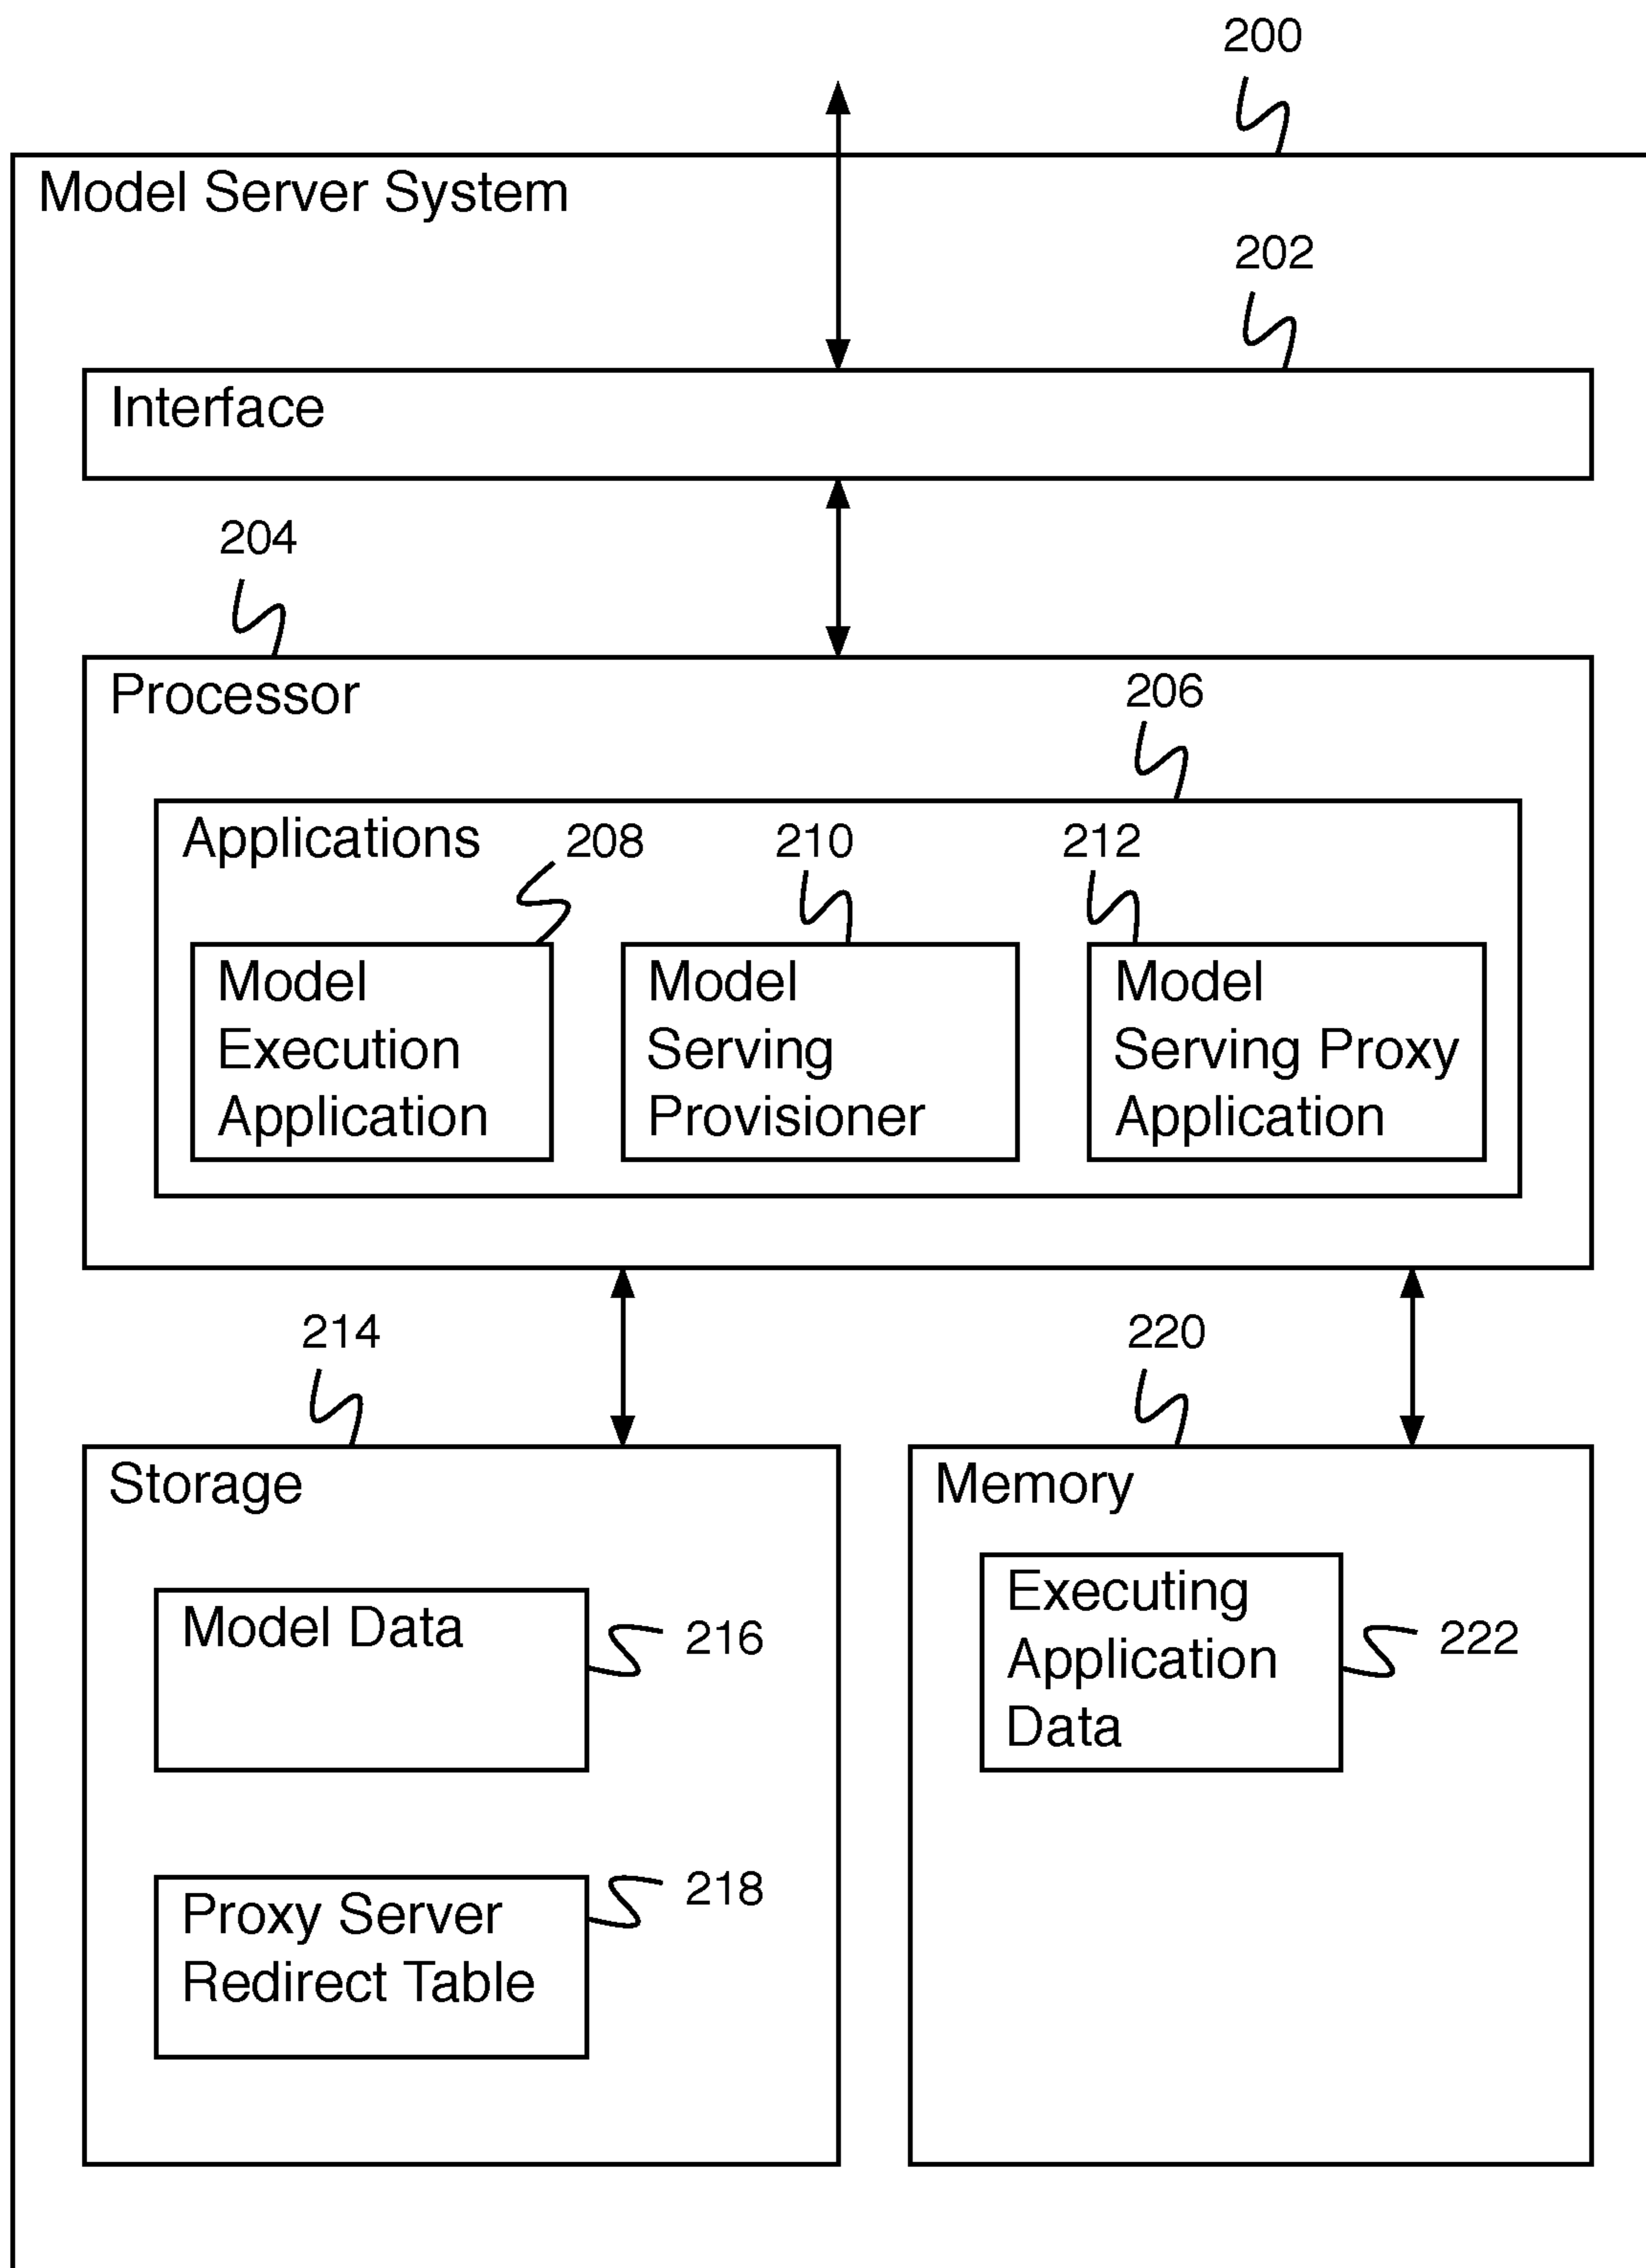 200
Model Server System
202
Interface
204
Processor
206
Applications
208
210
212
Model
Execution
Application
Model
Serving
Provisioner
Model
Serving Proxy
Application
214
220
Storage
Model Data
216
Proxy Server
Redirect Table
218
Memory
Executing
Application
Data
222